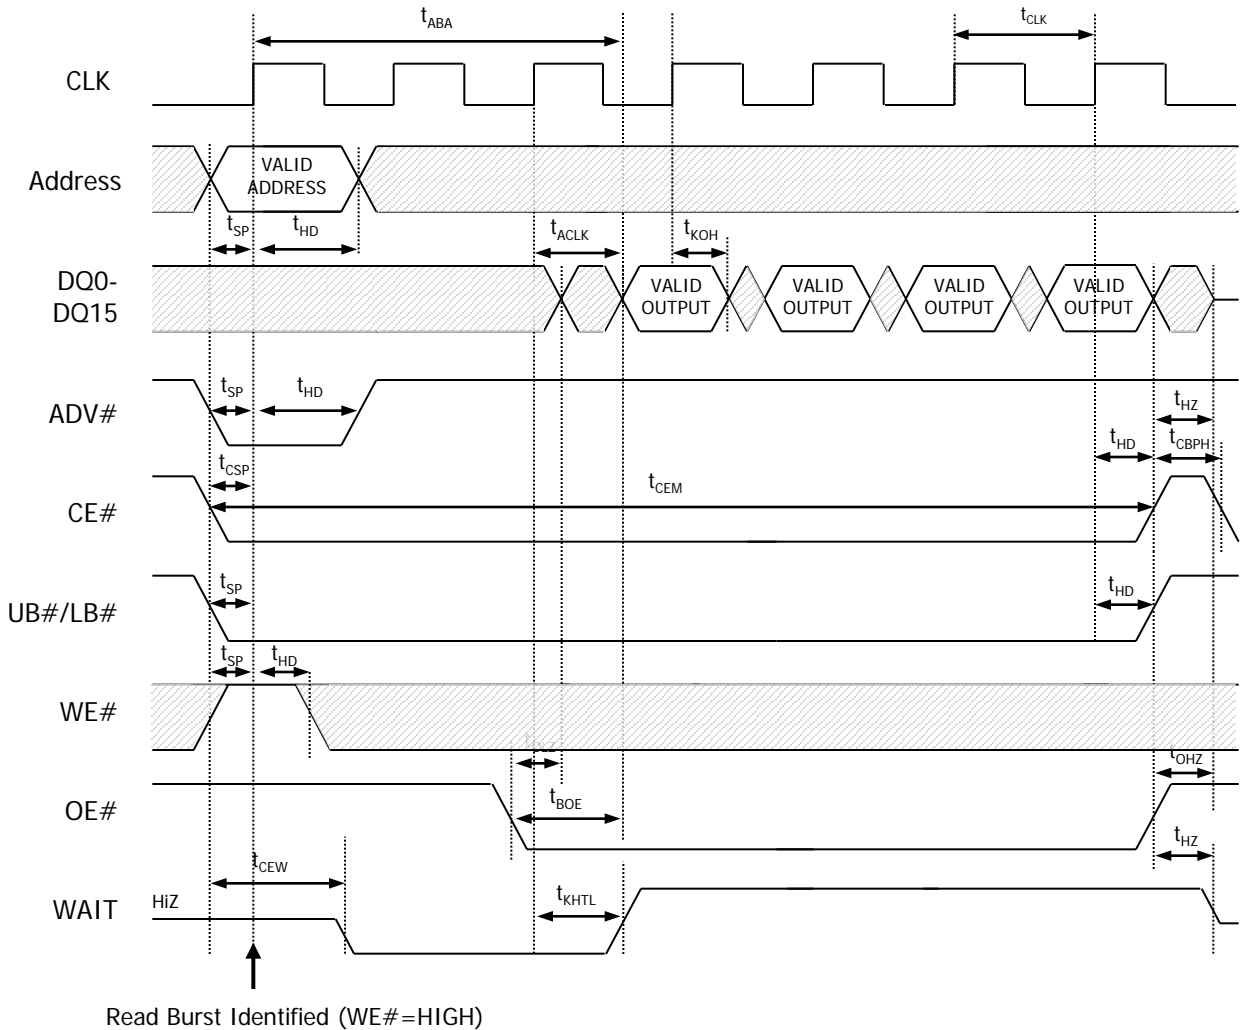 tABA
tCLK
CLK
Address
VALID
ADDRESS
tSP
tHD
tACLK
tKOH
DQ0-
DQ15
VALID
OUTPUT
VALID
OUTPUT
VALID
OUTPUT
VALID
OUTPUT
ADV#
tSP
tHD
tHZ
tHD
tCBPH
tCSP
tCEM
CE#
UB#/LB#
tSP
tHD
tSP
tHD
WE#
tOHZ
OE#
tBOE
tHZ
tCEW
WAIT
HiZ
tKHTL
Read Burst Identified (WE#=HIGH)